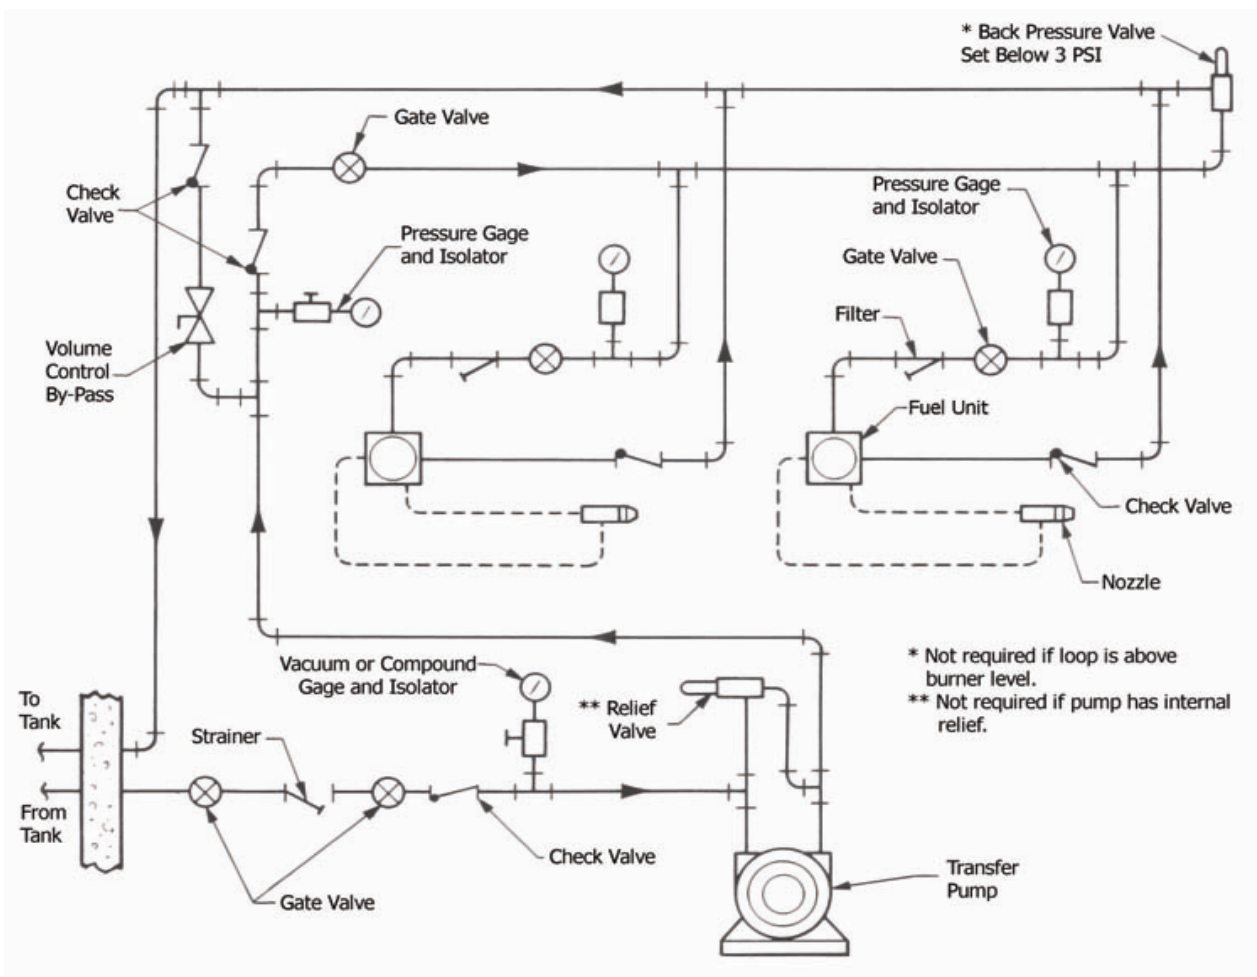 * Back Pressure Valve
Set Below 3 PSI
Gate Valve
Check
Valve
Pressure Gage
and Isolator
Pressure Gage
and Isolator
Gate Valve
Filter
Volume
Control
By-Pass
Fuel Unit
Check Valve
Nozzle
Vacuum or Compound
Gage and Isolator
* Not required if loop is above
burner level.
** Not required if pump has internal
relief.
To
Tank
** Relief
Valve
Strainer
From
Tank
Check Valve
Gate Valve
Transfer
Pump